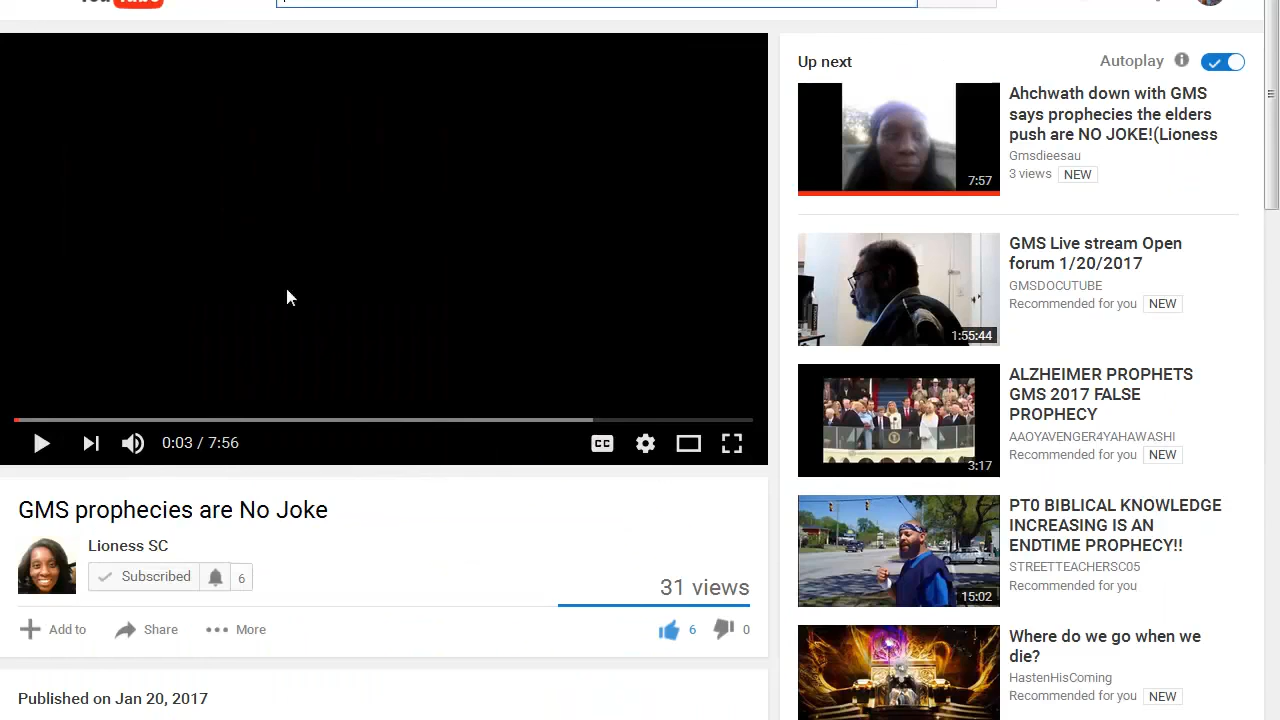 You Tube
Up next
Autoplay
Ahchwath down with GMS
says prophecies the elders
push are NO JOKE!(Lioness
Gmsdieesau
3 views NEW
7:57
GMS Live stream Open
forum 1/20/2017
GMSDOCUTUBE
Recommended for you NEW
1:55:44
ALZHEIMER PROPHETS
GMS 2017 FALSE
PROPHECY
AAOYAVENGER4YAHAWASHI
Recommended for you NEW
3:17
PT0 BIBLICAL KNOWLEDGE
INCREASING IS AN
ENDTIME PROPHECY!!
STREETTEACHERSC05
Recommended for you
15:02
Where do we go when we
die?
HastenHisComing
Recommended for you NEW
0:03 / 7:56
CC
GMS prophecies are No Joke
Lioness SC
Subscribed 6
31 views
Add to Share More
6 0
Published on Jan 20, 2017